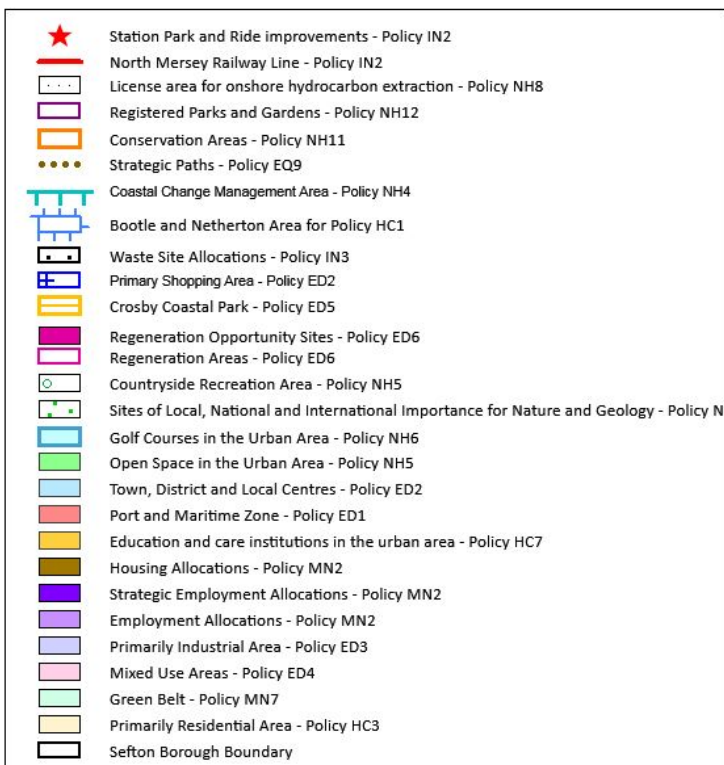 Station Park and Ride improvements - Policy IN2
North Mersey Railway Line - Policy IN2
License area for onshore hydrocarbon extraction - Policy NH8
Registered Parks and Gardens - Policy NH12
Conservation Areas - Policy NH11
Strategic Paths - Policy EQ9
Coastal Change Management Area - Policy NH4
Bootle and Netherton Area for Policy HC1
Waste Site Allocations - Policy IN3
Primary Shopping Area - Policy ED2
Crosby Coastal Park - Policy ED5
Regeneration Opportunity Sites - Policy ED6
Regeneration Areas - Policy ED6
Countryside Recreation Area - Policy NH5
Sites of Local, National and International Importance for Nature and Geology - Policy N
Golf Courses in the Urban Area - Policy NH6
Open Space in the Urban Area - Policy NH5
Town, District and Local Centres - Policy ED2
Port and Maritime Zone - Policy ED1
Education and care institutions in the urban area - Policy HC7
Housing Allocations - Policy MN2
Strategic Employment Allocations - Policy MN2
Employment Allocations - Policy MN2
Primarily Industrial Area - Policy ED3
Mixed Use Areas - Policy ED4
Green Belt - Policy MN7
Primarily Residential Area - Policy HC3
Sefton Borough Boundary